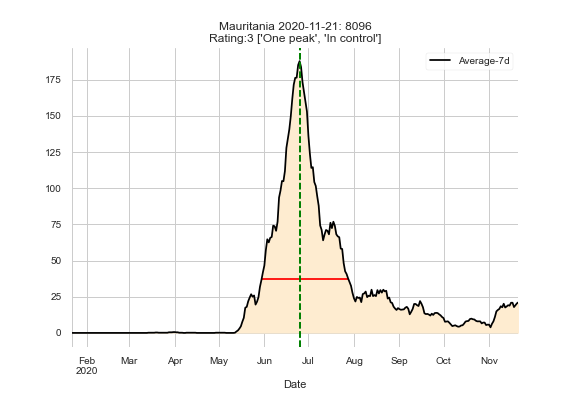 Mauritania 2020-11-21: 8096
Rating:3 ['One peak', 'In control']
Average-7d
175
150
125
100
75
50
25
0
Feb Mar Apr May Jun Jul Aug Sep Oct Nov
2020
Date